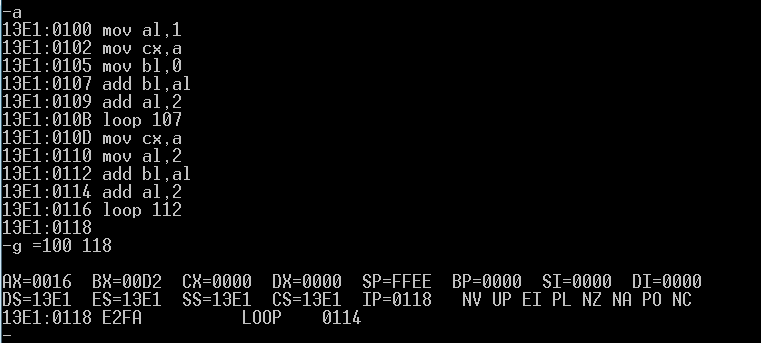 -a
13E1:0100 mov al,1
13E1:0102 mov cx,a
13E1:0105 mov bl,0
13E1:0107 add bl,al
13E1:0109 add al,2
13E1:010B loop 107
13E1:010D mov cx,a
13E1:0110 mov al,2
13E1:0112 add bl,al
13E1:0114 add al,2
13E1:0116 loop 112
13E1:0118
-g =100 118
AX=0016 BX=00D2 CX=0000 DX=0000 SP=FFEE BP=0000 SI=0000 DI=0000
DS=13E1 ES=13E1 SS=13E1 CS=13E1 IP=0118 NV UP EI PL NZ NA PO NC
13E1:0118 E2FA LOOP 0114
-